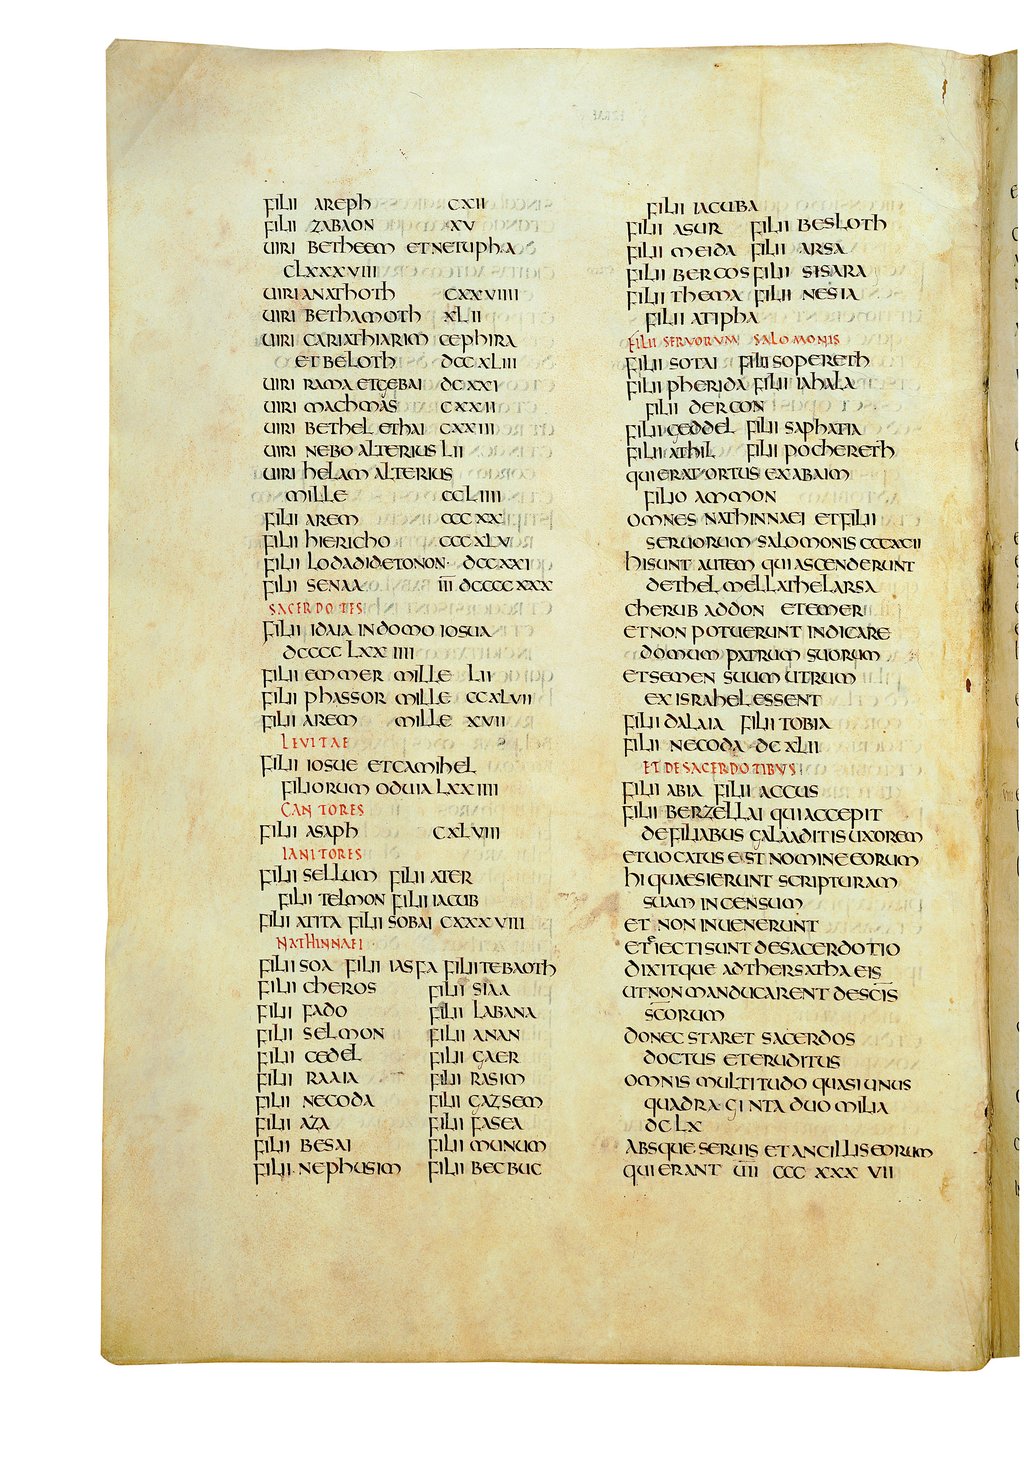 FILII AREPH CXII
FILII ZABAON XV
UIRI BETHEEM ET NETUPHA
CLXXXVIII
UIRI ANATHOTH CXXVIIII
UIRI BETHAMOTH XLII
UIRI CARIATHIARIM CEPHIRA
ET BELOTH DCCXLIII
UIRI RAMA ET GEBAI DCXXI
UIRI MACHMAS CXXII
UIRI BETHEL ET HAI CXXIII
UIRI NEBO ALTERIUS LII
UIRI HELAM ALTERIUS
MILLE CCLIIII
FILII AREM CCCXX
FILII HIERICHO CCCXLV
FILII LODADID ET ONON · DCCXXI
FILII SENAA III DCCCCXXX
SACERDOTES
FILII IDAIA IN DOMO IOSUA
DCCCCLXXIIII
FILII EMMER MILLE LII
FILII PHASSOR MILLE CCXLVII
FILII AREM MILLE XVII
LEVITAE
FILII IOSUE ET CAMIHEL
FILIORUM ODUIA LXXIIII
CANTORES
FILII ASAPH CXLVIII
IANITORES
FILII SELLUM FILII ATER
FILII TELMON FILII IACUB
FILII ATITA FILII SOBAI CXXXVIII
NATHINNAEI
FILII SOA FILII IASFA FILII TEBAOTH
FILII CHEROS FILII SIAA
FILII FADO FILII LABANA
FILII SELMON FILII ANAN
FILII CEDEL FILII GAER
FILII RAAIA FILII RASIM
FILII NECODA FILII GAZSEM
FILII AZA FILII FASEA
FILII BESAI FILII MUNUM
FILII NEPHUSIM FILII BECBUC
FILII IACUBA
FILII ASUR FILII BESLOTH
FILII MEIDA FILII ARSA
FILII BERCOS FILII SISARA
FILII THEMA FILII NESIA
FILII ATIPHA
FILII SERVORUM SALOMONIS
FILII SOTAI FILII SOPERETH
FILII PHERIDA FILII IAHALA
FILII DERCON
FILII GEDDEL FILII SAPHATIA
FILII ATHIL FILII POCHERETH
QUI ERAT ORTUS EX ABAIM
FILIO AMMON
OMNES NATHINNAEI ET FILII
SERUORUM SALOMONIS CCCXCII
HI SUNT AUTEM QUI ASCENDERUNT
DE THELMELLA THELARSA
CHERUB ADDON ET EMER
ET NON POTUERUNT INDICARE
DOMUM PATRUM SUORUM
ET SEMEN SUUM UTRUM
EX ISRAHEL ESSENT
FILII DALAIA FILII TOBIA
FILII NECODA DCXLII
ET DE SACERDOTIBUS
FILII ABIA FILII ACCUS
FILII BERZELLAI QUI ACCEPIT
DE FILIABUS GALAADITIS UXOREM
ET UOCATUS EST NOMINE EORUM
HI QUAESIERUNT SCRIPTURAM
SUAM IN CENSUM
ET NON INUENERUNT
ET EIECTI SUNT DE SACERDOTIO
DIXITQUE ADTHERSATHA EIS
UT NON MANDUCARENT DE SCIS
SCORUM
DONEC STARET SACERDOS
DOCTUS ET ERUDITUS
OMNIS MULTITUDO QUASI UNUS
QUADRAGINTA DUO MILIA
DCLX
ABSQUE SERUIS ET ANCILLIS EORUM
QUI ERANT UII CCC XXX VII